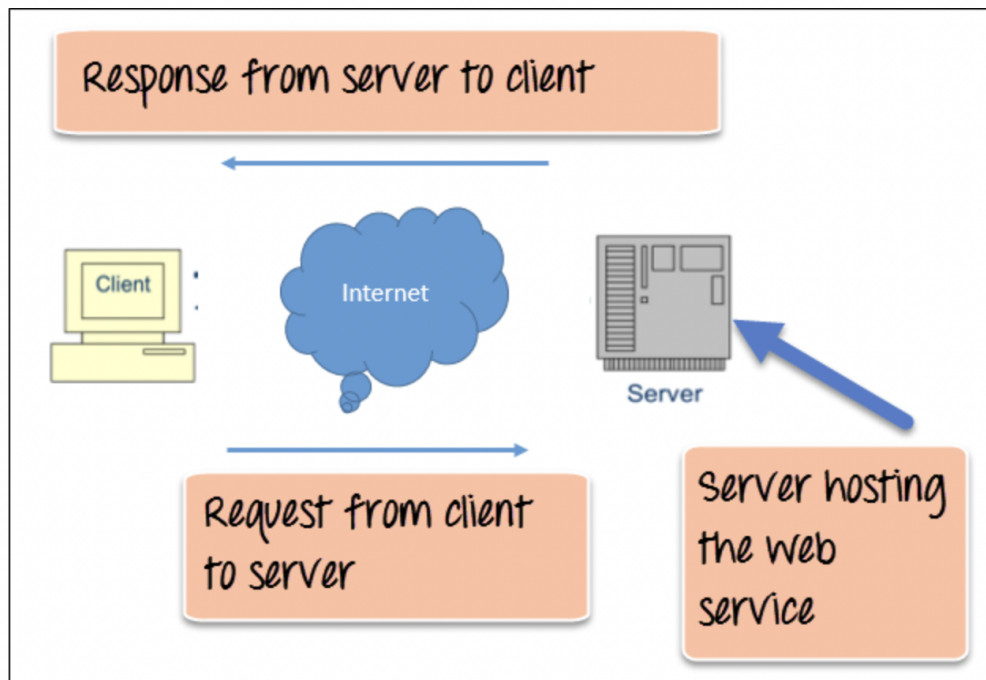 Response from server to client
Client
Internet
Server
Request from client
to server
Server hosting
the web
service